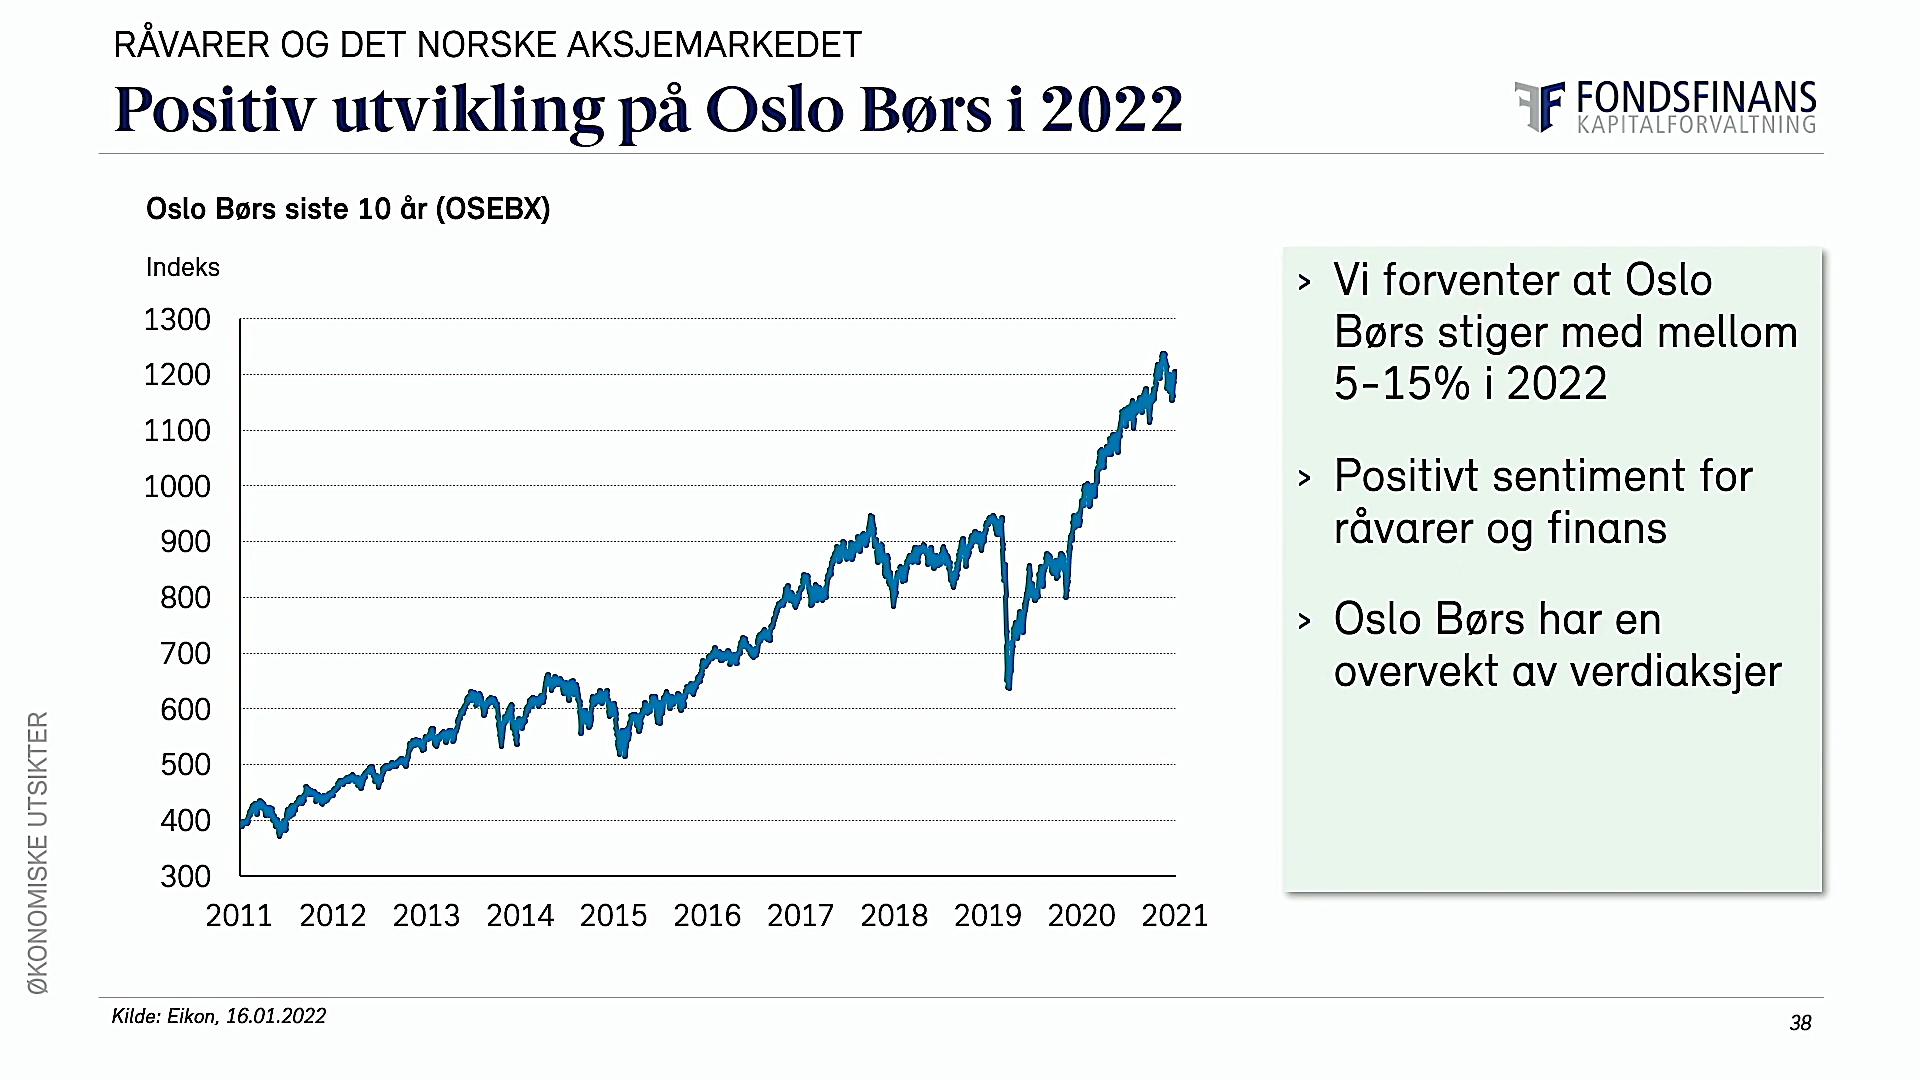 RÅVARER OG DET NORSKE AKSJEMARKEDET
Positiv utvikling på Oslo Børs i 2022
FONDSFINANS
KAPITALFORVALTNING
Oslo Børs siste 10 år (OSEBX)
Indeks
1300
1200
1100
1000
900
800
700
600
500
400
300
2011 2012 2013 2014 2015 2016 2017 2018 2019 2020 2021
> Vi forventer at Oslo
Børs stiger med mellom
5-15% i 2022
> Positivt sentiment for
råvarer og finans
> Oslo Børs har en
overvekt av verdiaksjer
ØKONOMISKE UTSIKTER
Kilde: Eikon, 16.01.2022
38